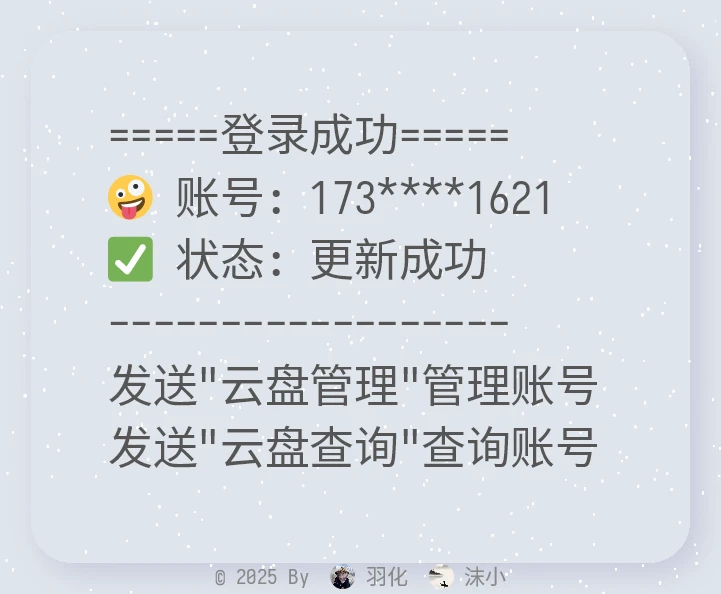 =====登录成功=====
🤪 账号：173****1621
✅ 状态：更新成功
------------------
发送"云盘管理"管理账号
发送"云盘查询"查询账号
© 2025 By 羽化 沫小